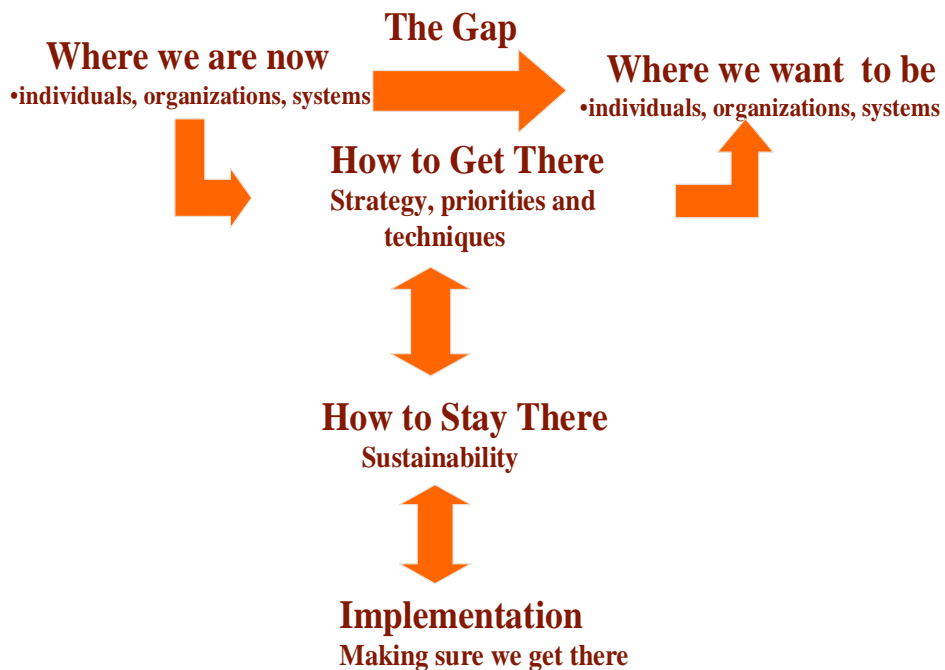 The Gap
Where we are now
•individuals, organizations, systems
Where we want to be
•individuals, organizations, systems
How to Get There
Strategy, priorities and
techniques
How to Stay There
Sustainability
Implementation
Making sure we get there